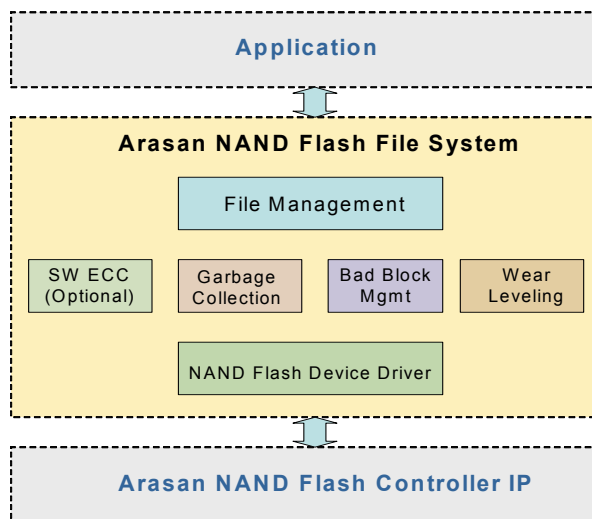 Application
Arasan NAND Flash File System
File Management
SW ECC
(Optional)
Garbage
Collection
Bad Block
Mgmt
Wear
Leveling
NAND Flash Device Driver
Arasan NAND Flash Controller IP